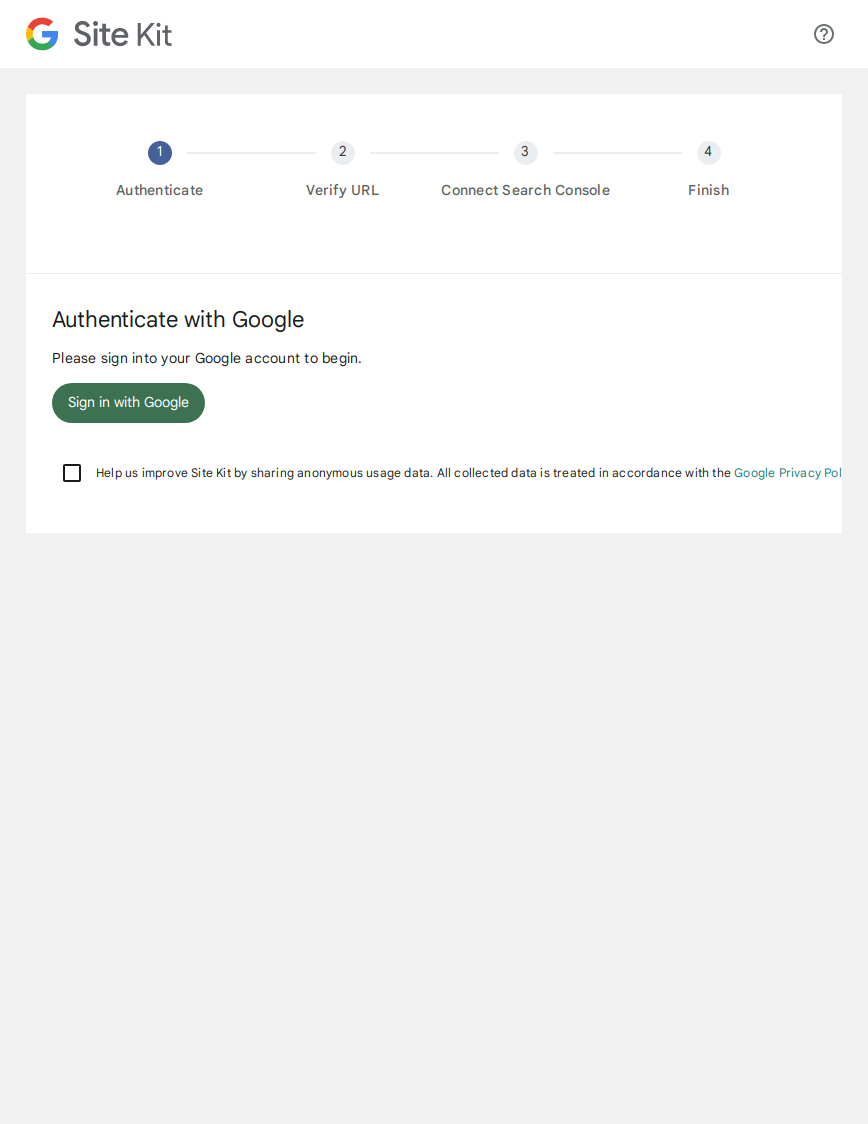 Site Kit
1 2 3 4
Authenticate Verify URL Connect Search Console Finish
Authenticate with Google
Please sign into your Google account to begin.
Sign in with Google
Help us improve Site Kit by sharing anonymous usage data. All collected data is treated in accordance with the Google Privacy Pol